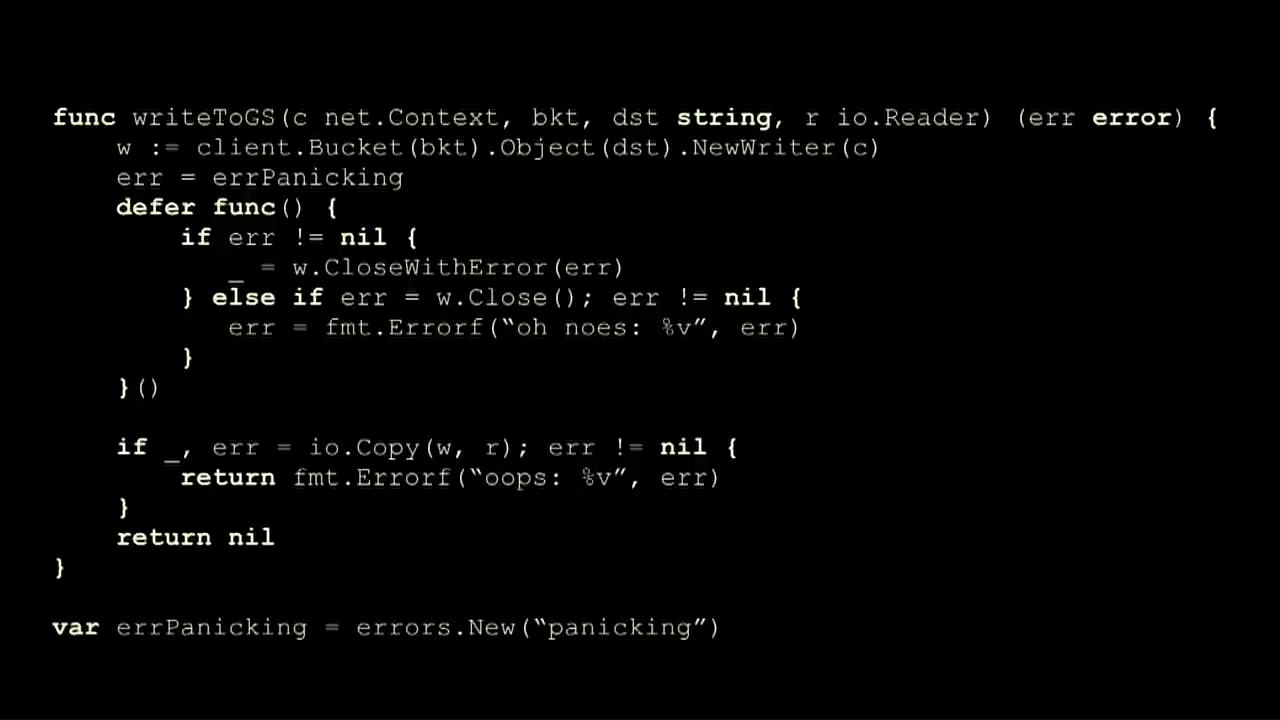 func writeToGS(c net.Context, bkt, dst string, r io.Reader) (err error) {
    w := client.Bucket(bkt).Object(dst).NewWriter(c)
    err = errPanicking
    defer func() {
        if err != nil {
           _ = w.CloseWithError(err)
        } else if err = w.Close(); err != nil {
           err = fmt.Errorf(“oh noes: %v”, err)
        }
    }()

    if _, err = io.Copy(w, r); err != nil {
        return fmt.Errorf(“oops: %v”, err)
    }
    return nil
}

var errPanicking = errors.New(“panicking”)